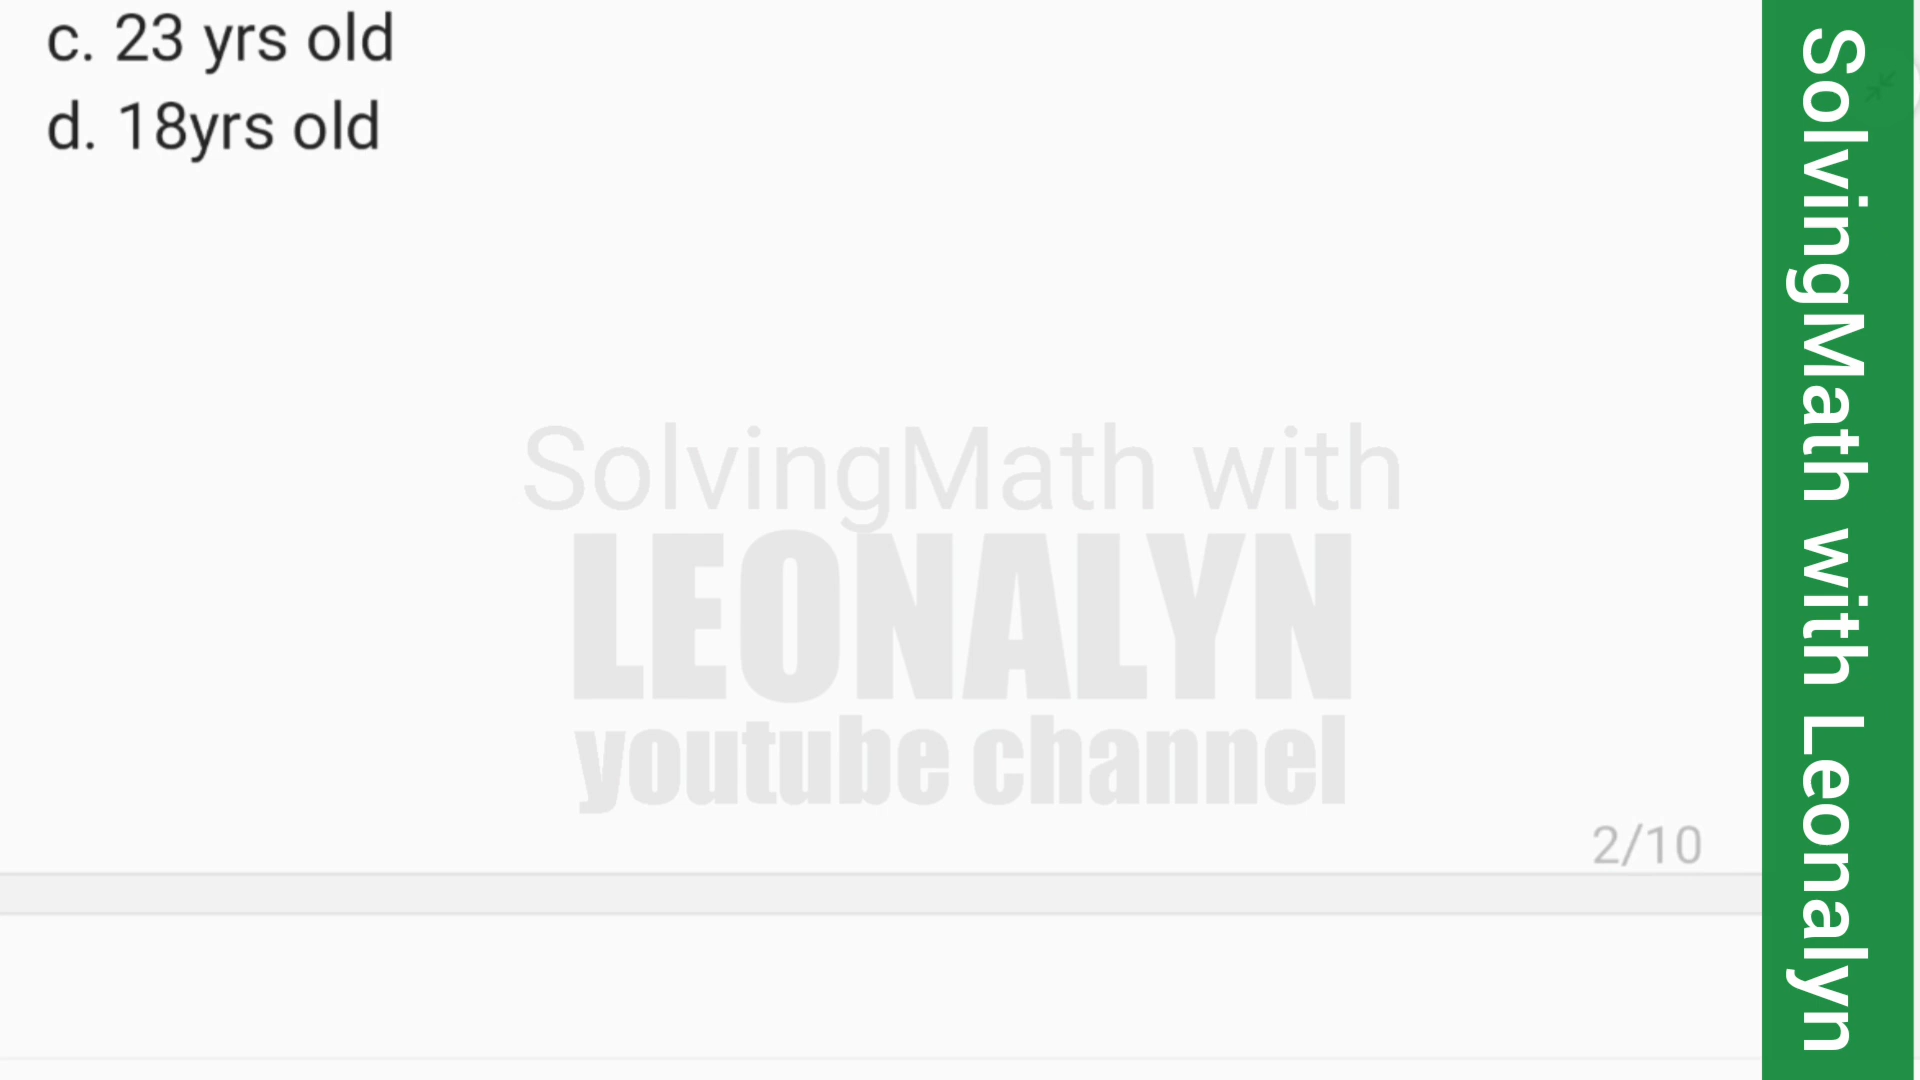 c. 23 yrs old
d. 18yrs old
SolvingMath with
LEONALYN
youtube channel
2/10
SolvingMath with Leonalyn